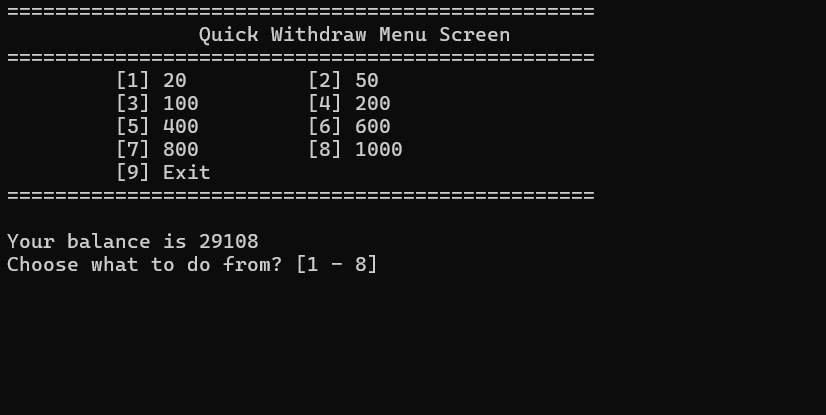 =================================================
Quick Withdraw Menu Screen
=================================================
[1] 20 [2] 50
[3] 100 [4] 200
[5] 400 [6] 600
[7] 800 [8] 1000
[9] Exit
=================================================
Your balance is 29108
Choose what to do from? [1 - 8]